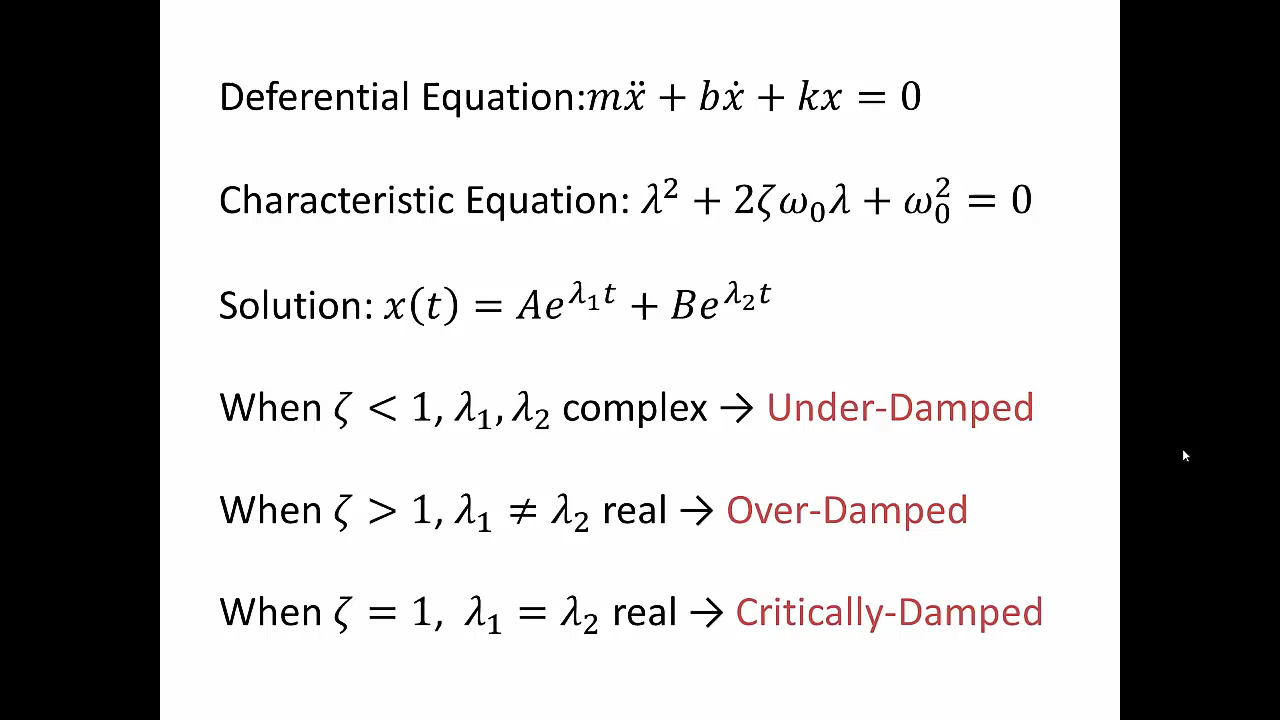 Deferential Equation:mẍ + bẋ + kx = 0
Characteristic Equation: λ² + 2ζω₀λ + ω₀² = 0
Solution: x(t) = Ae^{λ₁t} + Be^{λ₂t}
When ζ < 1, λ₁, λ₂ complex → Under-Damped
When ζ > 1, λ₁ ≠ λ₂ real → Over-Damped
When ζ = 1, λ₁ = λ₂ real → Critically-Damped